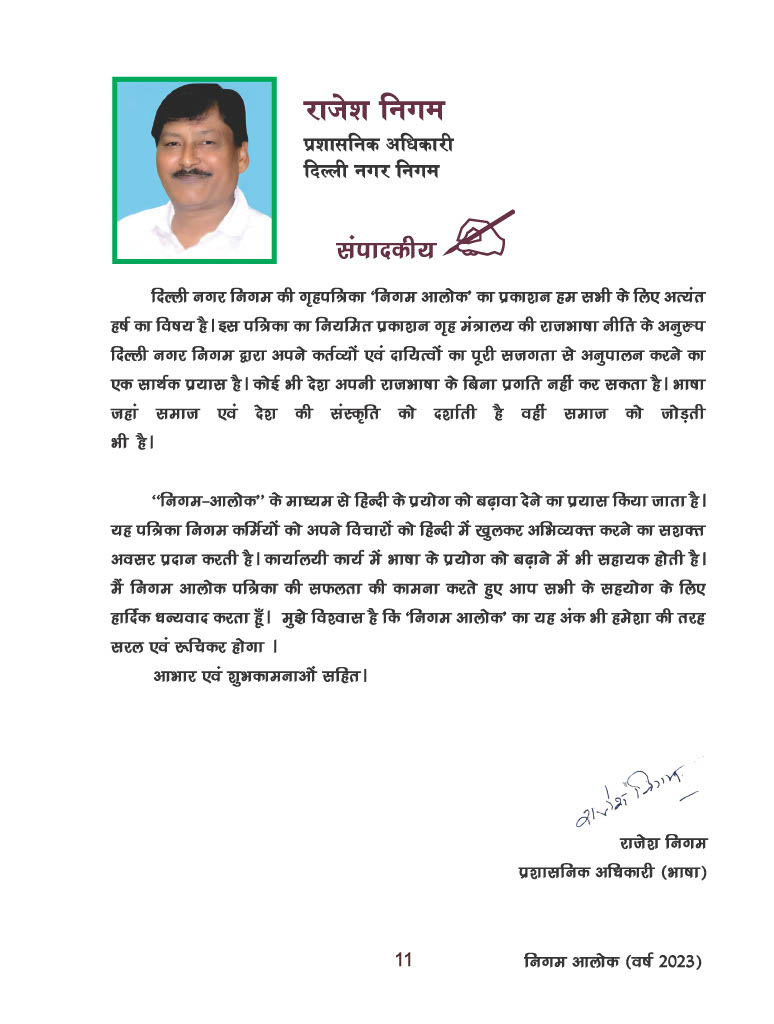 राजेश निगम
प्रशासनिक अधिकारी
दिल्ली नगर निगम
संपादकीय
दिल्ली नगर निगम की गृहपत्रिका ‘निगम आलोक’ का प्रकाशन हम सभी के लिए अत्यंत
हर्ष का विषय है। इस पत्रिका का नियमित प्रकाशन गृह मंत्रालय की राजभाषा नीति के अनुरूप
दिल्ली नगर निगम द्वारा अपने कर्तव्यों एवं दायित्वों का पूरी सजगता से अनुपालन करने का
एक सार्थक प्रयास है। कोई भी देश अपनी राजभाषा के बिना प्रगति नहीं कर सकता है। भाषा
जहां समाज एवं देश की संस्कृति को दर्शाती है वहीं समाज को जोड़ती
भी है।
“निगम-आलोक” के माध्यम से हिन्दी के प्रयोग को बढ़ावा देने का प्रयास किया जाता है।
यह पत्रिका निगम कर्मियों को अपने विचारों को हिन्दी में खुलकर अभिव्यक्त करने का सशक्त
अवसर प्रदान करती है। कार्यालयी कार्य में भाषा के प्रयोग को बढ़ाने में भी सहायक होती है।
मैं निगम आलोक पत्रिका की सफलता की कामना करते हुए आप सभी के सहयोग के लिए
हार्दिक धन्यवाद करता हूँ। मुझे विश्वास है कि ‘निगम आलोक’ का यह अंक भी हमेशा की तरह
सरल एवं रूचिकर होगा ।
आभार एवं शुभकामनाओं सहित।
राजेश निगम
राजेश निगम
प्रशासनिक अधिकारी (भाषा)
11
निगम आलोक (वर्ष 2023)